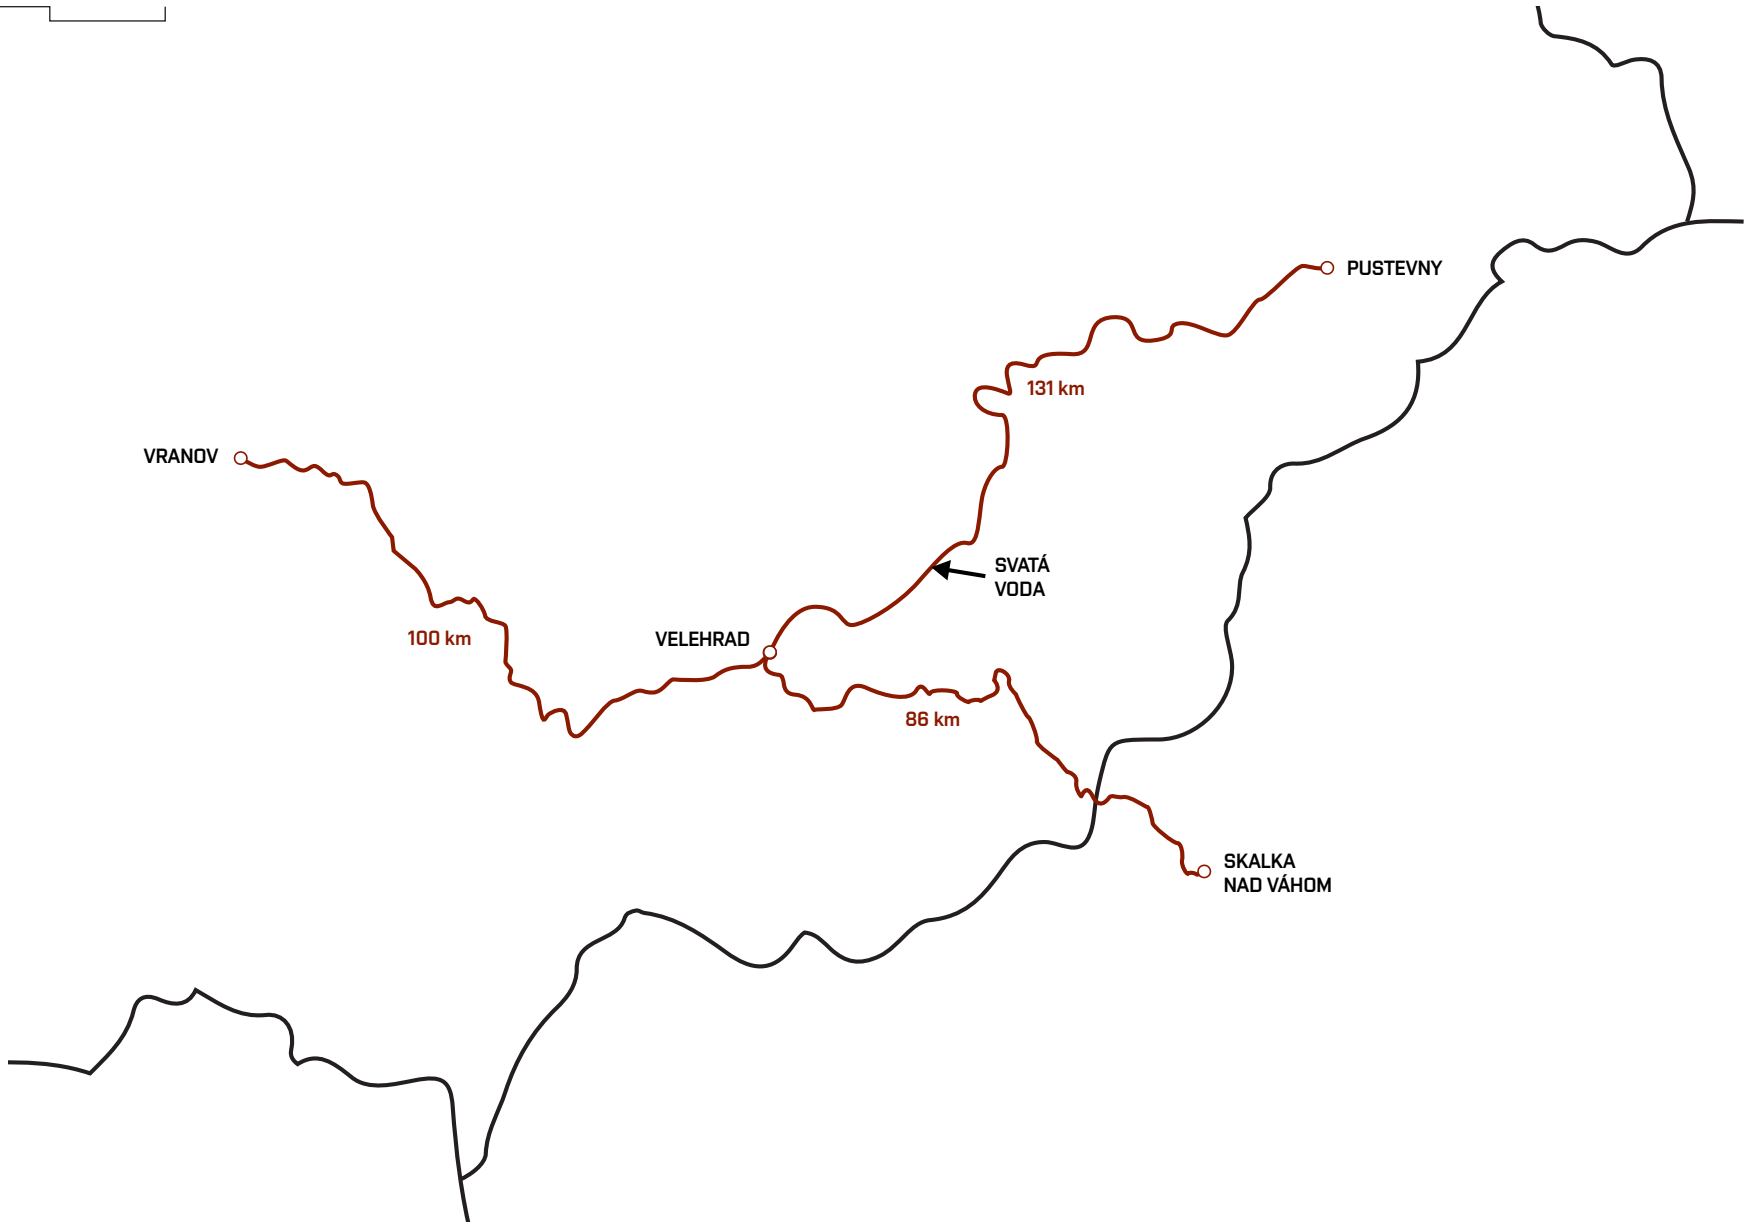 PUSTEVNY
131 km
VRANOV
SVATÁ
VODA
100 km
VELEHRAD
86 km
SKALKA
NAD VÁHOM